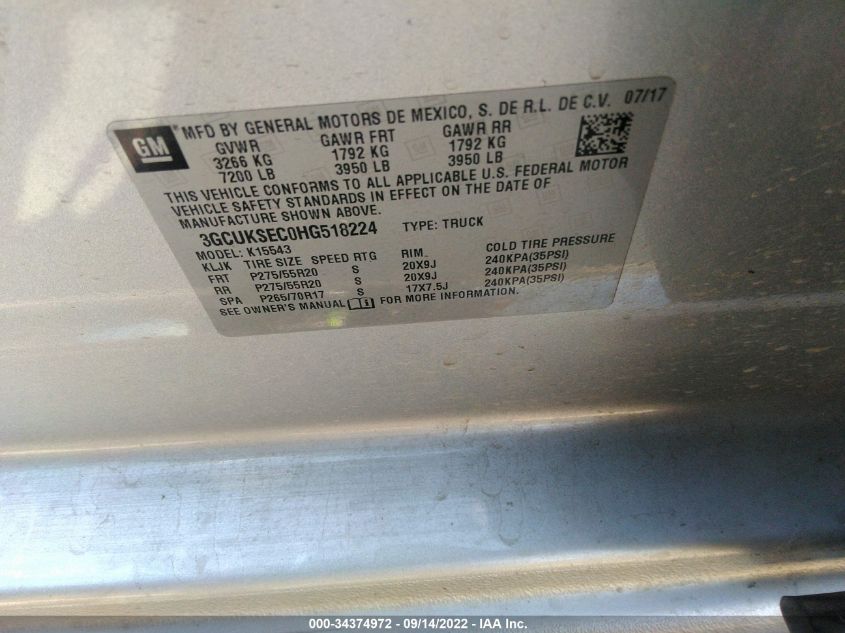 GM
MFD BY GENERAL MOTORS DE MEXICO, S. DE R.L. DE C.V. 07/17
GVWR GAWR FRT GAWR RR
3266 KG 1792 KG 1792 KG
7200 LB 3950 LB 3950 LB
THIS VEHICLE CONFORMS TO ALL APPLICABLE U.S. FEDERAL MOTOR
VEHICLE SAFETY STANDARDS IN EFFECT ON THE DATE OF
MANUFACTURE SHOWN ABOVE.
3GCUKSEC0HG518224 TYPE: TRUCK
MODEL: K15543
KLJK TIRE SIZE SPEED RTG RIM COLD TIRE PRESSURE
FRT P275/55R20 S 20X9J 240KPA(35PSI)
RR P275/55R20 S 20X9J 240KPA(35PSI)
SPA P265/70R17 S 17X7.5J 240KPA(35PSI)
SEE OWNER'S MANUAL FOR MORE INFORMATION.
000-34374972 - 09/14/2022 - IAA Inc.